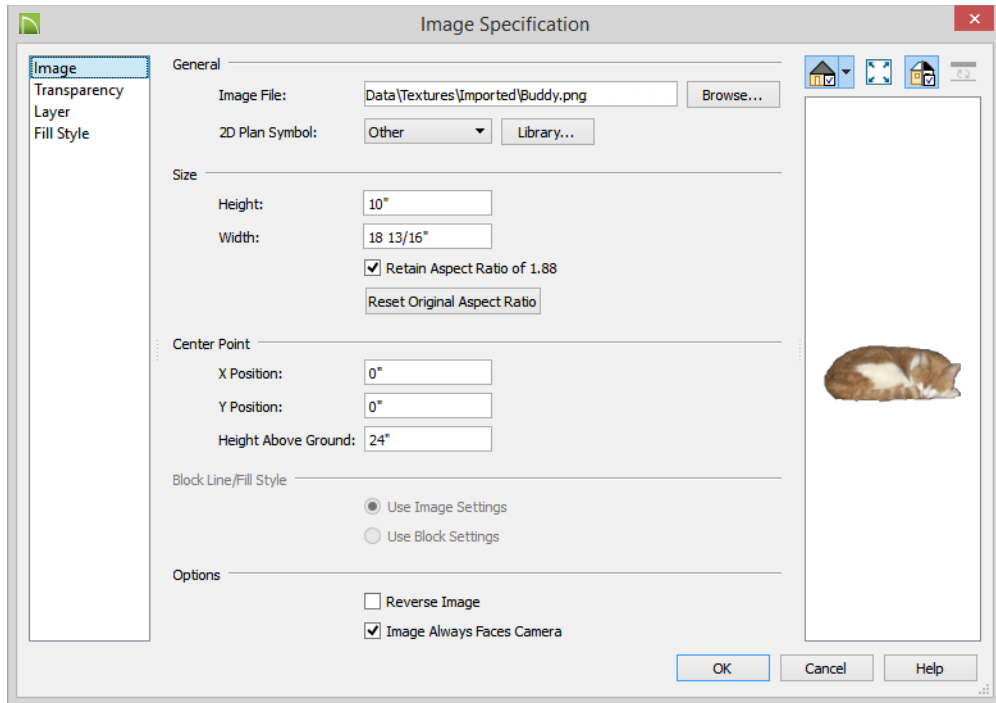 Image Specification
Image
Transparency
Layer
Fill Style
General
Image File: Data\Textures\Imported\Buddy.png Browse...
2D Plan Symbol: Other Library...
Size
Height: 10"
Width: 18 13/16"
Retain Aspect Ratio of 1.88
Reset Original Aspect Ratio
Center Point
X Position: 0"
Y Position: 0"
Height Above Ground: 24"
Block Line/Fill Style
Use Image Settings
Use Block Settings
Options
Reverse Image
Image Always Faces Camera
OK Cancel Help